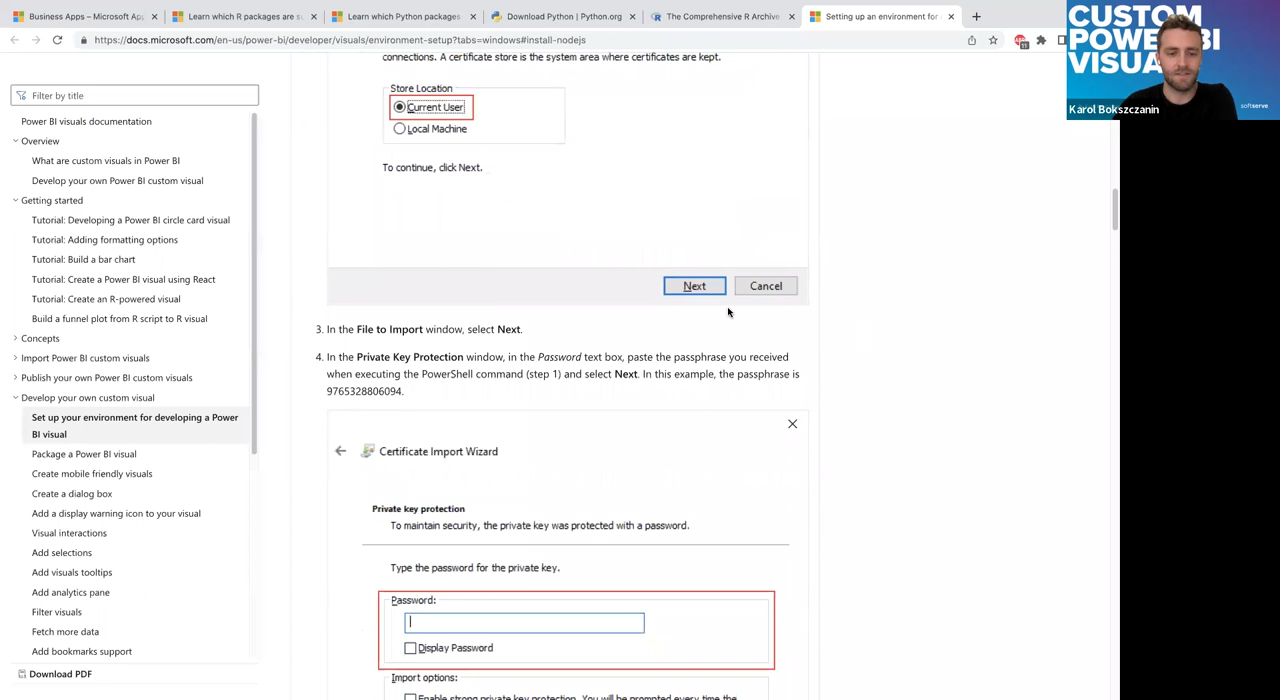 Business Apps – Microsoft Ap
Learn which R packages are su
Learn which Python packages
Download Python | Python.org
The Comprehensive R Archive
Setting up an environment for
https://docs.microsoft.com/en-us/power-bi/developer/visuals/environment-setup?tabs=windows#install-nodejs
CUSTOM
POWER BI
VISUA
Karol Bokszczanin
softserve
Filter by title
Power BI visuals documentation
Overview
What are custom visuals in Power BI
Develop your own Power BI custom visual
Getting started
Tutorial: Developing a Power BI circle card visual
Tutorial: Adding formatting options
Tutorial: Build a bar chart
Tutorial: Create a Power BI visual using React
Tutorial: Create an R-powered visual
Build a funnel plot from R script to R visual
Concepts
Import Power BI custom visuals
Publish your own Power BI custom visuals
Develop your own custom visual
Set up your environment for developing a Power
BI visual
Package a Power BI visual
Create mobile friendly visuals
Create a dialog box
Add a display warning icon to your visual
Visual interactions
Add selections
Add visuals tooltips
Add analytics pane
Filter visuals
Fetch more data
Add bookmarks support
Download PDF
connections. A certificate store is the system area where certificates are kept.
Store Location
Current User
Local Machine
To continue, click Next.
Next
Cancel
3. In the File to Import window, select Next.
4. In the Private Key Protection window, in the Password text box, paste the passphrase you received
when executing the PowerShell command (step 1) and select Next. In this example, the passphrase is
9765328806094.
Certificate Import Wizard
Private key protection
To maintain security, the private key was protected with a password.
Type the password for the private key.
Password:
Display Password
Import options:
Enable strong private key protection. You will be prompted every time the